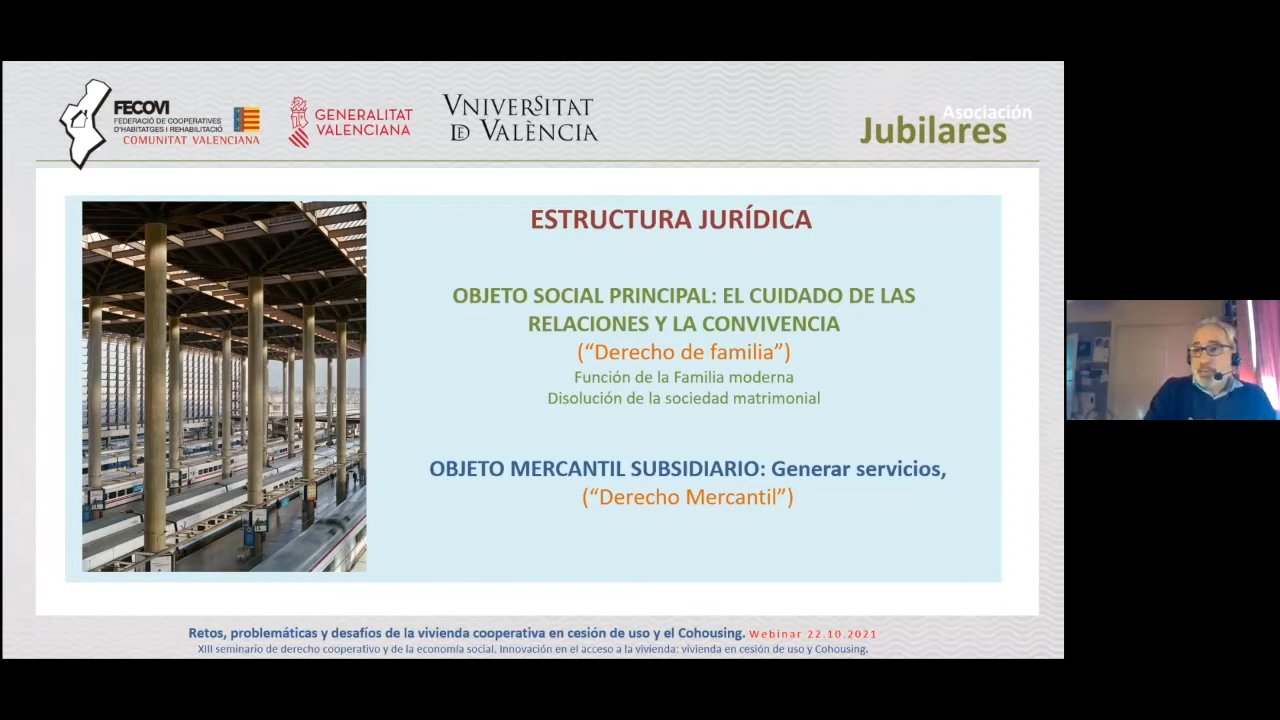 FECOVI
FEDERACIÓ DE COOPERATIVES
D'HABITATGES I REHABILITACIÓ
COMUNITAT VALENCIANA
GENERALITAT
VALENCIANA
VNIVERSITAT
DE VALÈNCIA
Asociación
Jubilares
ESTRUCTURA JURÍDICA
OBJETO SOCIAL PRINCIPAL: EL CUIDADO DE LAS
RELACIONES Y LA CONVIVENCIA
(“Derecho de familia”)
Función de la Familia moderna
Disolución de la sociedad matrimonial
OBJETO MERCANTIL SUBSIDIARIO: Generar servicios,
(“Derecho Mercantil”)
Retos, problemáticas y desafíos de la vivienda cooperativa en cesión de uso y el Cohousing. Webinar 22.10.2021
XIII seminario de derecho cooperativo y de la economía social. Innovación en el acceso a la vivienda: vivienda en cesión de uso y Cohousing.